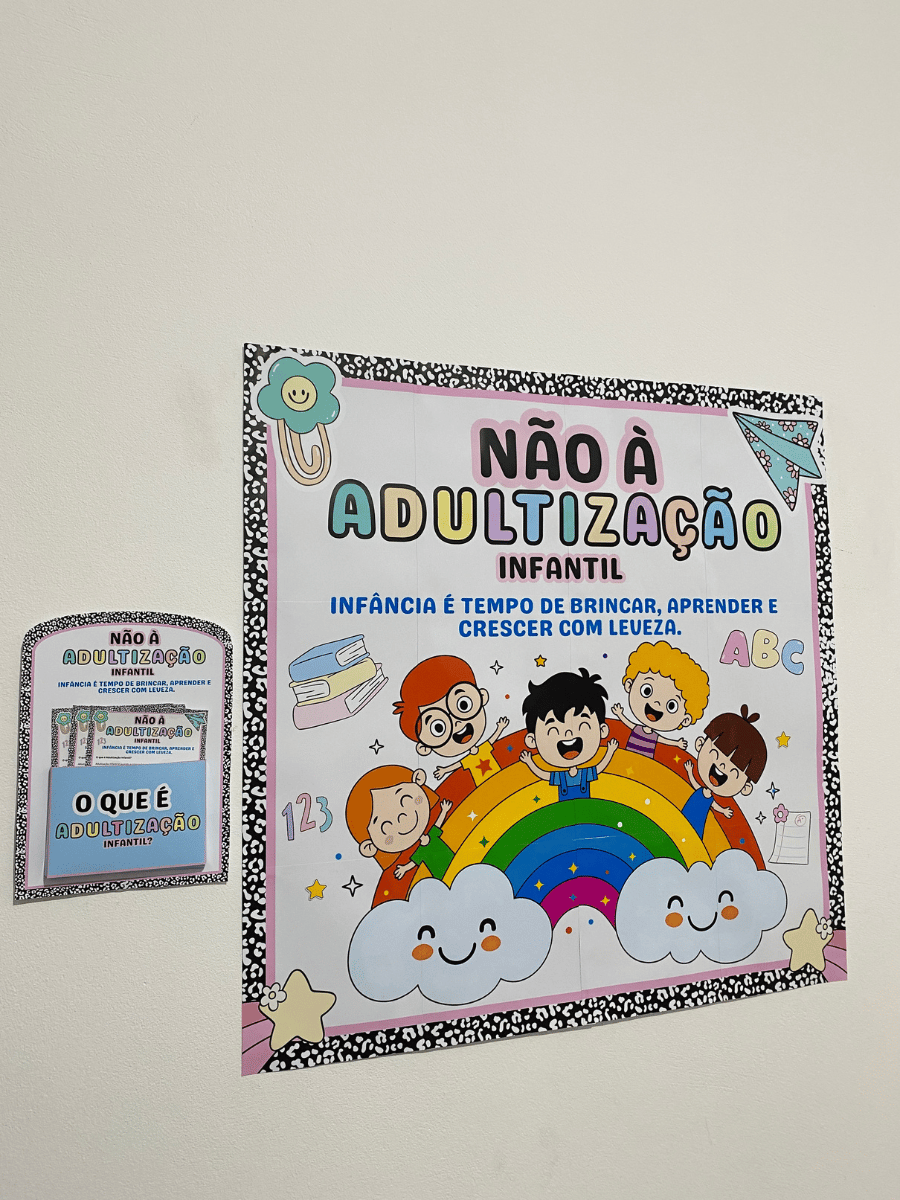 NÃO À
ADULTIZAÇÃO
INFANTIL
INFÂNCIA É TEMPO DE BRINCAR, APRENDER E
CRESCER COM LEVEZA.
ABC
123
A+
NÃO À
ADULTIZAÇÃO
INFANTIL
INFÂNCIA É TEMPO DE BRINCAR, APRENDER E
CRESCER COM LEVEZA.
NÃO À
ADULTIZAÇÃO
INFANTIL
INFÂNCIA É TEMPO DE BRINCAR, APRENDER E
CRESCER COM LEVEZA.
O QUE É
ADULTIZAÇÃO
INFANTIL?